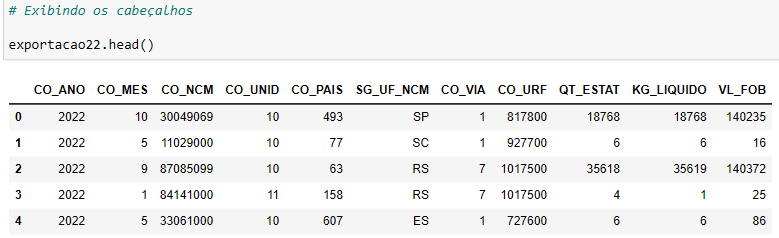 # Exibindo os cabeçalhos
exportacao22.head()
CO_ANO CO_MES CO_NCM CO_UNID CO_PAIS SG_UF_NCM CO_VIA CO_URF QT_ESTAT KG_LIQUIDO VL_FOB
0 2022 10 30049069 10 493 SP 1 817800 18768 18768 140235
1 2022 5 11029000 10 77 SC 1 927700 6 6 16
2 2022 9 87085099 10 63 RS 7 1017500 35618 35619 140372
3 2022 1 84141000 11 158 RS 7 1017500 4 1 25
4 2022 5 33061000 10 607 ES 1 727600 6 6 86